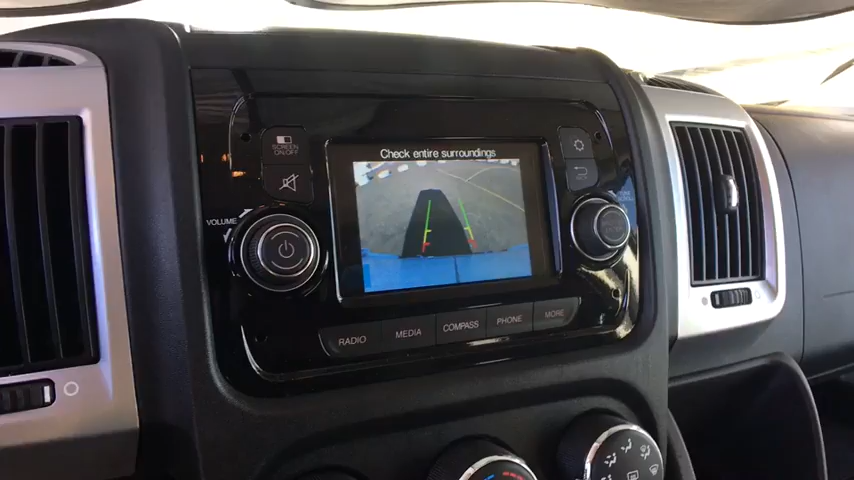 Check entire surroundings
SCREEN
ON/OFF
VOLUME
RADIO
MEDIA
COMPASS
PHONE
MORE